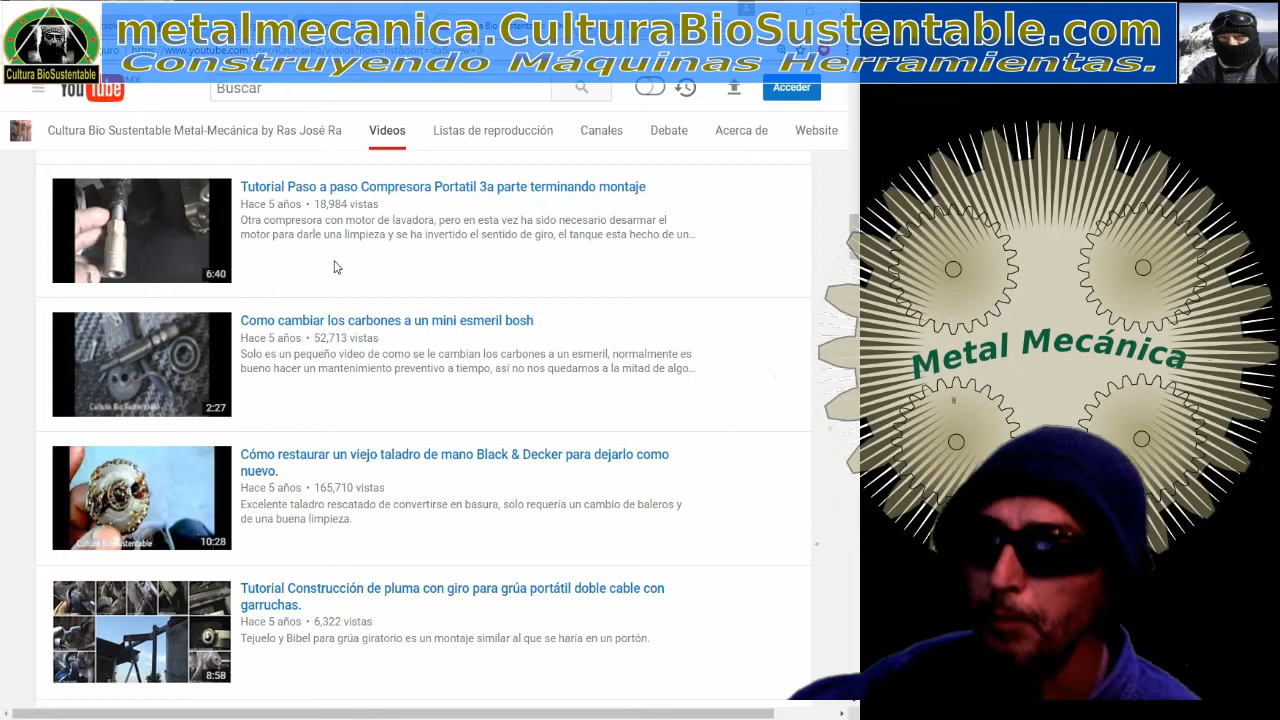 metalmecanica.CulturaBioSustentable.com
Construyendo Máquinas Herramientas.
Cultura BioSustentable
YouTube
MX
Buscar
Acceder
Cultura Bio Sustentable Metal-Mecánica by Ras José Ra
Videos
Listas de reproducción
Canales
Debate
Acerca de
Website
Tutorial Paso a paso Compresora Portatil 3a parte terminando montaje
Hace 5 años • 18,984 vistas
Otra compresora con motor de lavadora, pero en esta vez ha sido necesario desarmar el
motor para darle una limpieza y se ha invertido el sentido de giro, el tanque esta hecho de un...
6:40
Como cambiar los carbones a un mini esmeril bosh
Hace 5 años • 52,713 vistas
Solo es un pequeño video de como se le cambian los carbones a un esmeril, normalmente es
bueno hacer un mantenimiento preventivo a tiempo, así no nos quedamos a la mitad de algo...
Cultura Bio Sustentable
2:27
Cómo restaurar un viejo taladro de mano Black & Decker para dejarlo como
nuevo.
Hace 5 años • 165,710 vistas
Excelente taladro rescatado de convertirse en basura, solo requería un cambio de baleros y
de una buena limpieza.
Cultura BioSustentable
10:28
Tutorial Construcción de pluma con giro para grúa portátil doble cable con
garruchas.
Hace 5 años • 6,322 vistas
Tejuelo y Bibel para grúa giratorio es un montaje similar al que se haría en un portón.
8:58
Metal Mecánica